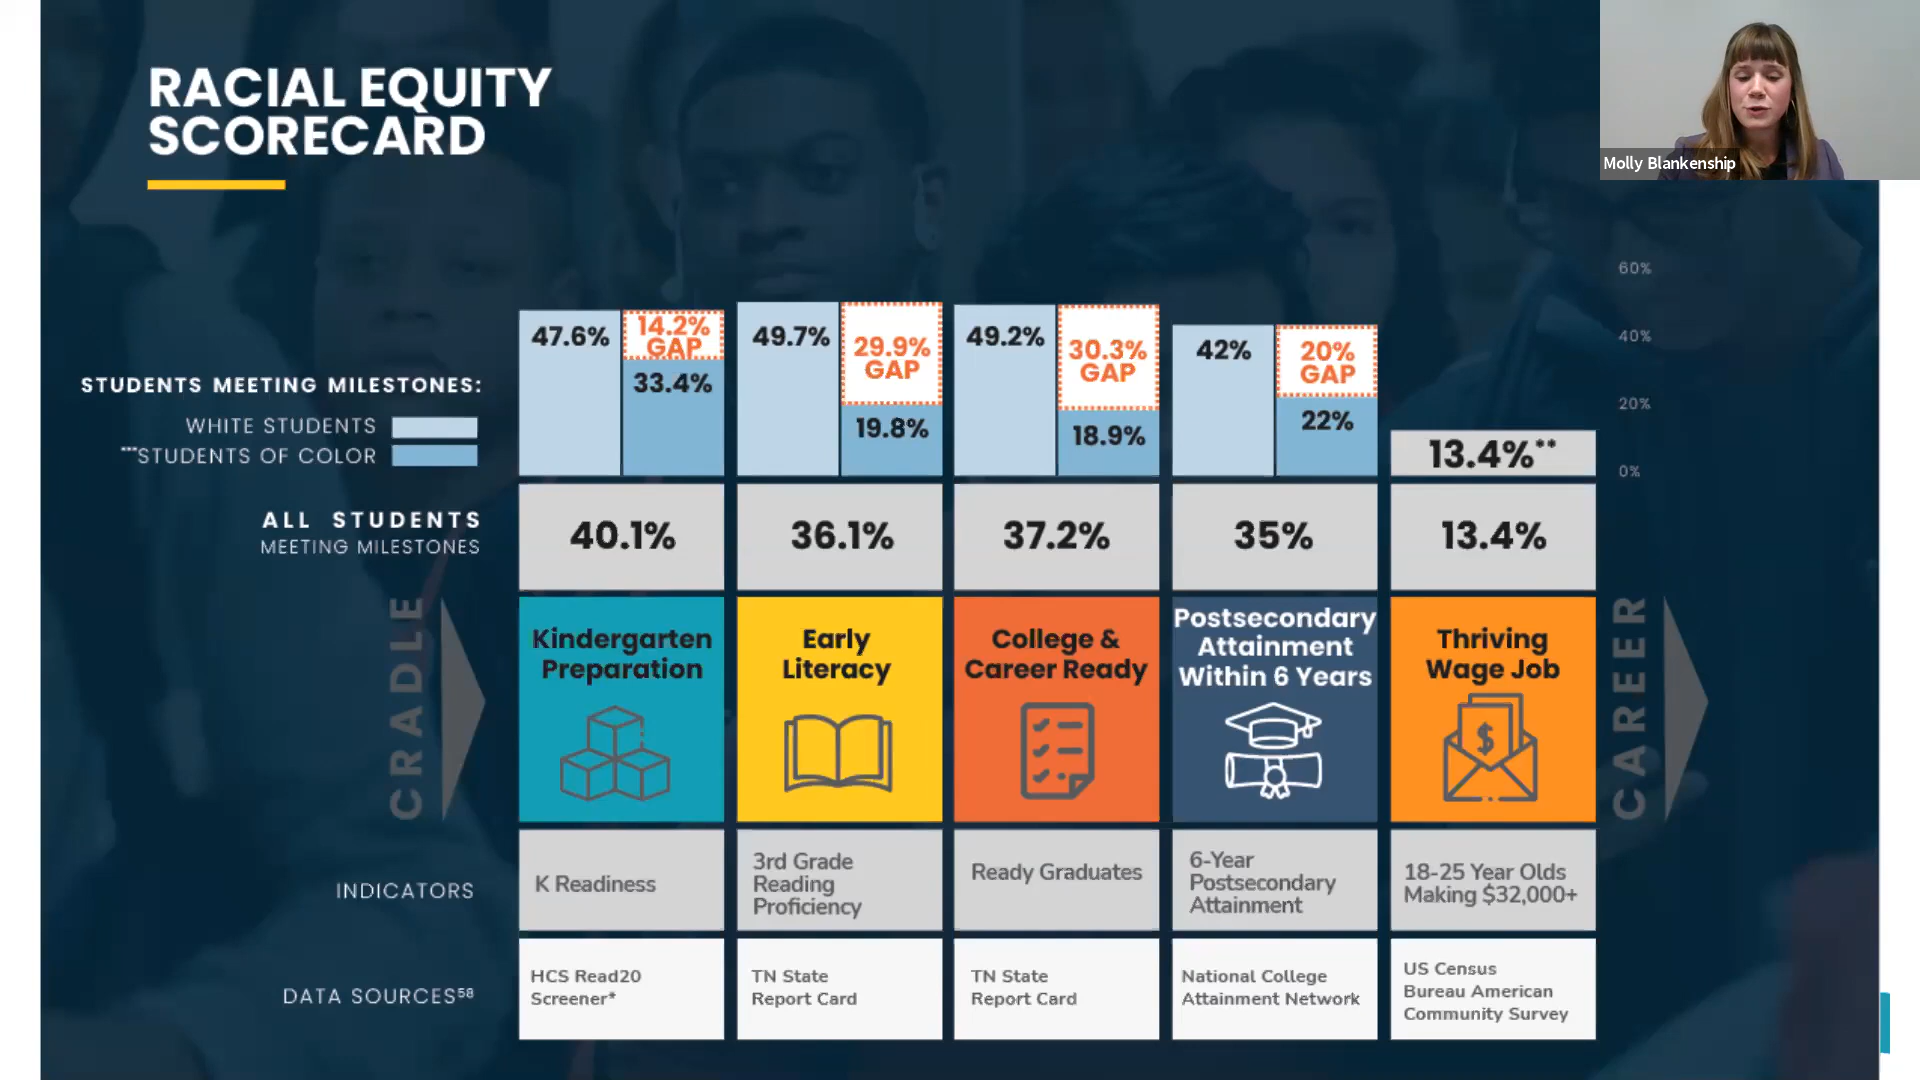 RACIAL EQUITY
SCORECARD
Molly Blankenship
60%
40%
20%
0%
STUDENTS MEETING MILESTONES:
WHITE STUDENTS
***STUDENTS OF COLOR
47.6%
14.2%
GAP
33.4%
49.7%
29.9%
GAP
19.8%
49.2%
30.3%
GAP
18.9%
42%
20%
GAP
22%
13.4%**
ALL STUDENTS
MEETING MILESTONES
40.1%
36.1%
37.2%
35%
13.4%
CRADLE
Kindergarten
Preparation
Early
Literacy
College &
Career Ready
Postsecondary
Attainment
Within 6 Years
Thriving
Wage Job
$
CAREER
INDICATORS
K Readiness
3rd Grade
Reading
Proficiency
Ready Graduates
6-Year
Postsecondary
Attainment
18-25 Year Olds
Making $32,000+
DATA SOURCES58
HCS Read20
Screener*
TN State
Report Card
TN State
Report Card
National College
Attainment Network
US Census
Bureau American
Community Survey